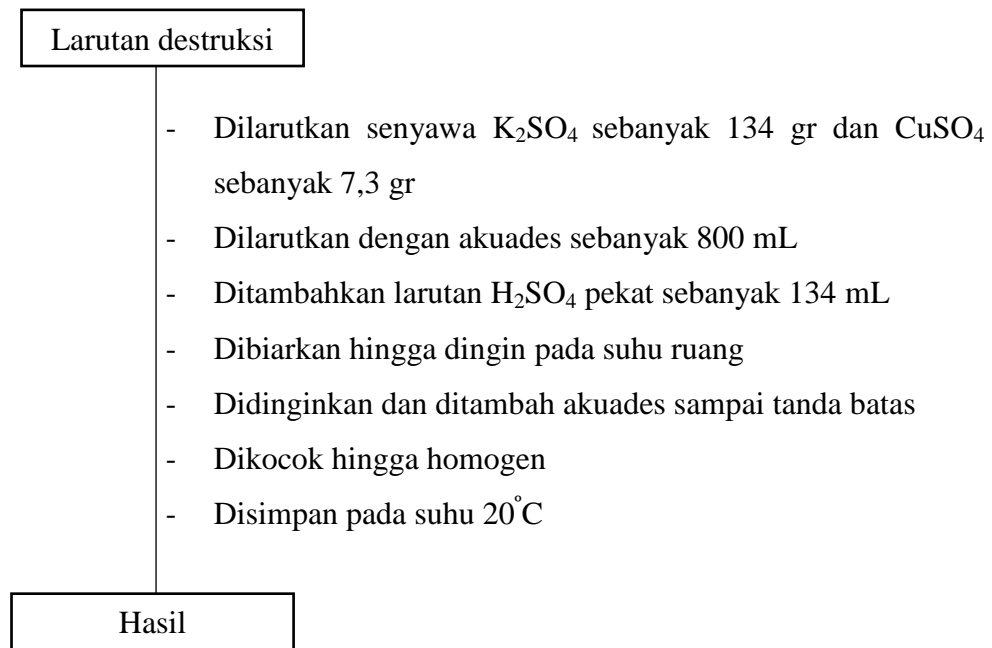 Larutan destruksi
- Dilarutkan senyawa K₂SO₄ sebanyak 134 gr dan CuSO₄
sebanyak 7,3 gr
- Dilarutkan dengan akuades sebanyak 800 mL
- Ditambahkan larutan H₂SO₄ pekat sebanyak 134 mL
- Dibiarkan hingga dingin pada suhu ruang
- Didinginkan dan ditambah akuades sampai tanda batas
- Dikocok hingga homogen
- Disimpan pada suhu 20°C
Hasil